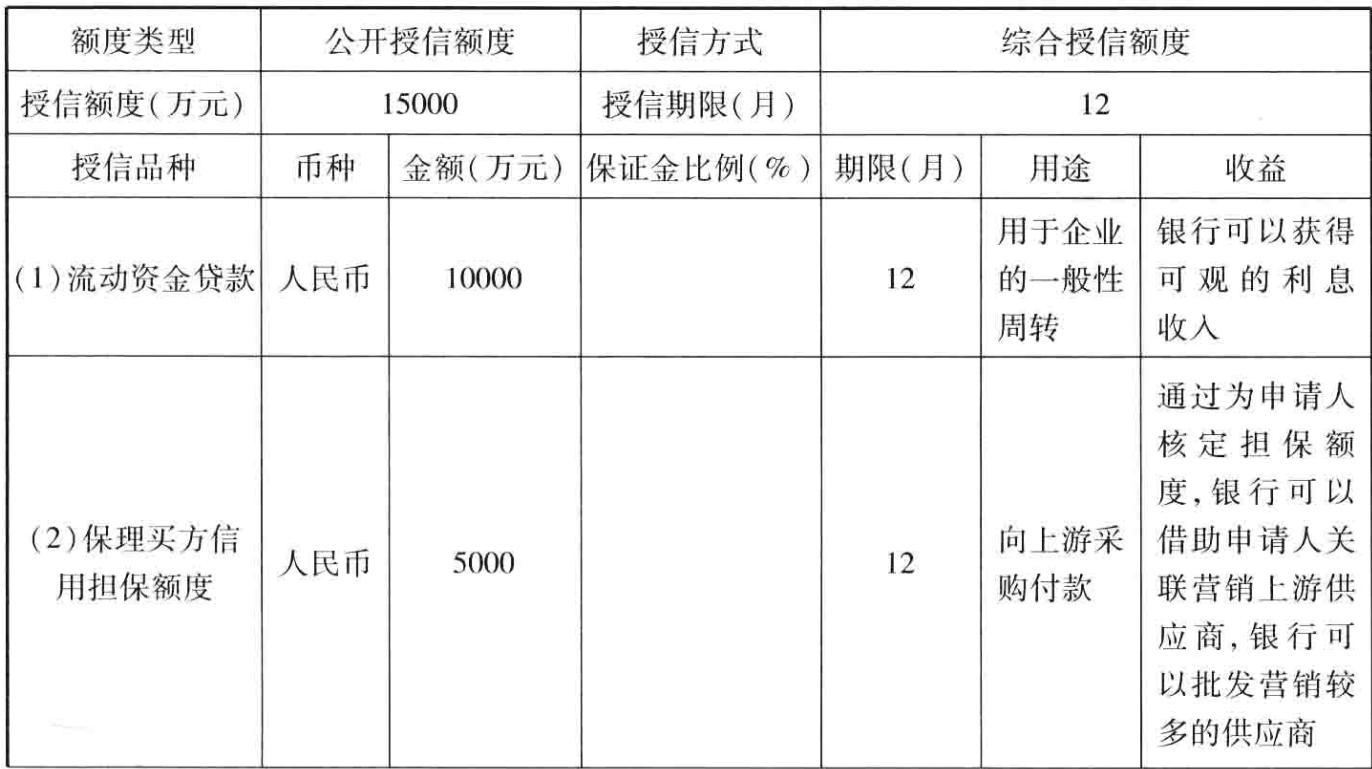 额度类型 公开授信额度 授信方式 综合授信额度
授信额度(万元) 15000 授信期限(月) 12
授信品种 币种 金额(万元) 保证金比例(%) 期限(月) 用途 收益
(1)流动资金贷款 人民币 10000 12
用于企业
的一般性
周转
银行可以获得
可观的利息
收入
(2)保理买方信
用担保额度
人民币 5000 12
向上游采
购付款
通过为申请人
核定担保额
度,银行可以
借助申请人关
联营销上游供
应商,银行可
以批发营销较
多的供应商